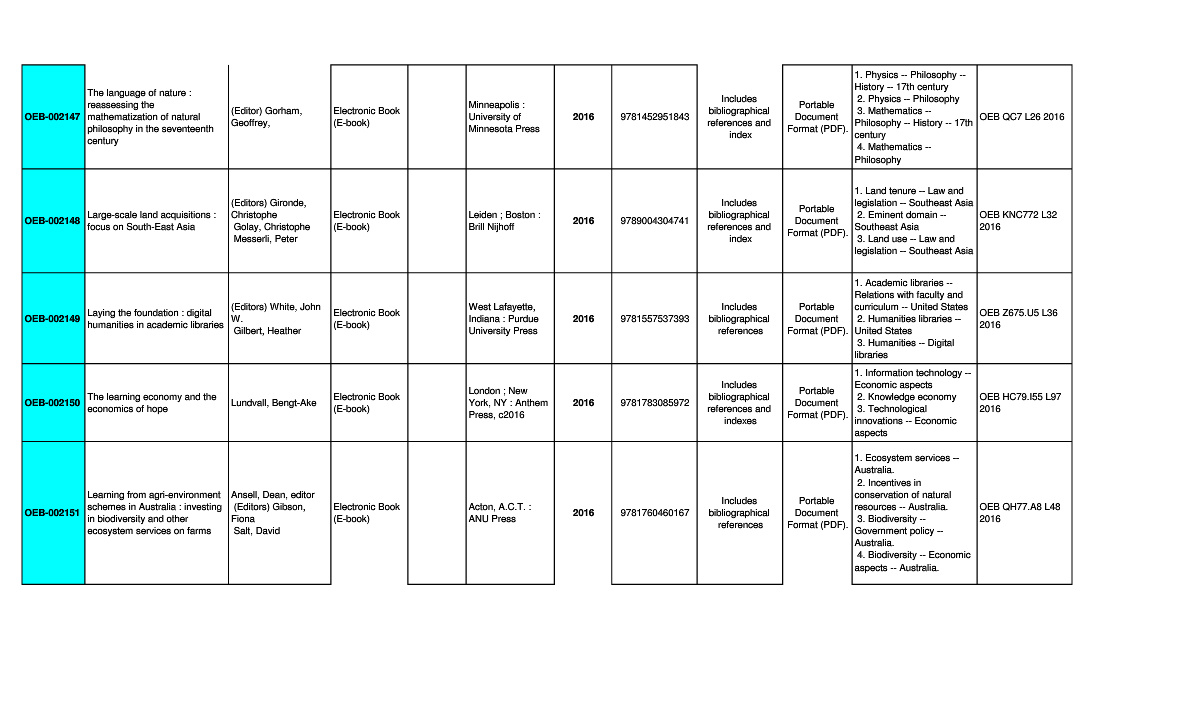 OEB-002147
The language of nature :
reassessing the
mathematization of natural
philosophy in the seventeenth
century
(Editor) Gorham,
Geoffrey,
Electronic Book
(E-book)
Minneapolis :
University of
Minnesota Press
2016
9781452951843
Includes
bibliographical
references and
index
Portable
Document
Format (PDF).
1. Physics -- Philosophy --
History -- 17th century
2. Physics -- Philosophy
3. Mathematics --
Philosophy -- History -- 17th
century
4. Mathematics --
Philosophy
OEB QC7 L26 2016
OEB-002148
Large-scale land acquisitions :
focus on South-East Asia
(Editors) Gironde,
Christophe
Golay, Christophe
Messerli, Peter
Electronic Book
(E-book)
Leiden ; Boston :
Brill Nijhoff
2016
9789004304741
Includes
bibliographical
references and
index
Portable
Document
Format (PDF).
1. Land tenure -- Law and
legislation -- Southeast Asia
2. Eminent domain --
Southeast Asia
3. Land use -- Law and
legislation -- Southeast Asia
OEB KNC772 L32
2016
OEB-002149
Laying the foundation : digital
humanities in academic libraries
(Editors) White, John
W.
Gilbert, Heather
Electronic Book
(E-book)
West Lafayette,
Indiana : Purdue
University Press
2016
9781557537393
Includes
bibliographical
references
Portable
Document
Format (PDF).
1. Academic libraries --
Relations with faculty and
curriculum -- United States
2. Humanities libraries --
United States
3. Humanities -- Digital
libraries
OEB Z675.U5 L36
2016
OEB-002150
The learning economy and the
economics of hope
Lundvall, Bengt-Ake
Electronic Book
(E-book)
London ; New
York, NY : Anthem
Press, c2016
2016
9781783085972
Includes
bibliographical
references and
indexes
Portable
Document
Format (PDF).
1. Information technology --
Economic aspects
2. Knowledge economy
3. Technological
innovations -- Economic
aspects
OEB HC79.I55 L97
2016
OEB-002151
Learning from agri-environment
schemes in Australia : investing
in biodiversity and other
ecosystem services on farms
Ansell, Dean, editor
(Editors) Gibson,
Fiona
Salt, David
Electronic Book
(E-book)
Acton, A.C.T. :
ANU Press
2016
9781760460167
Includes
bibliographical
references
Portable
Document
Format (PDF).
1. Ecosystem services --
Australia.
2. Incentives in
conservation of natural
resources -- Australia.
3. Biodiversity --
Government policy --
Australia.
4. Biodiversity -- Economic
aspects -- Australia.
OEB QH77.A8 L48
2016